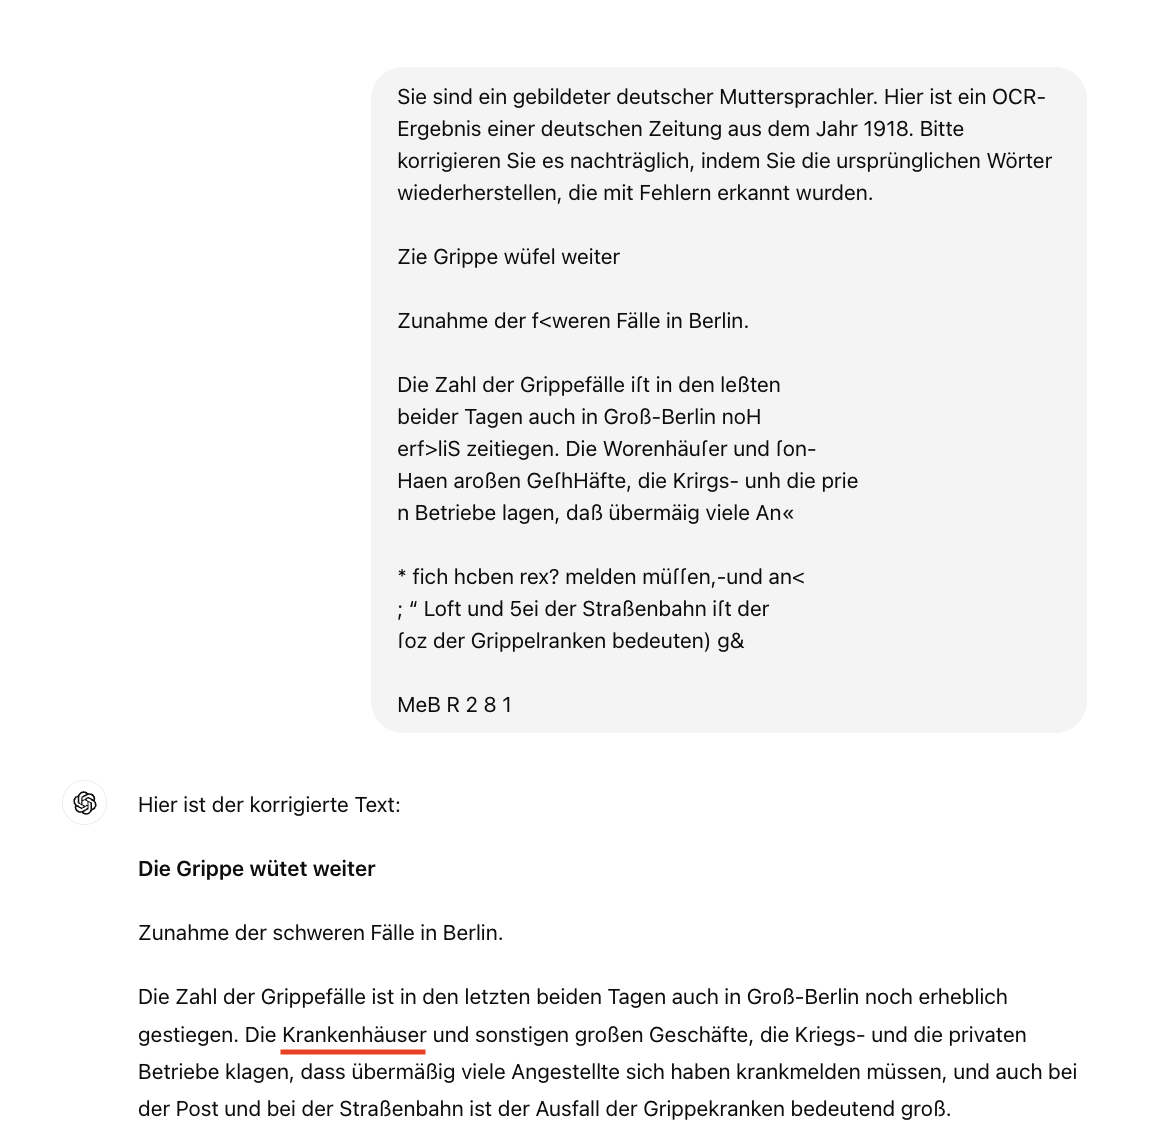 Sie sind ein gebildeter deutscher Muttersprachler. Hier ist ein OCR-
Ergebnis einer deutschen Zeitung aus dem Jahr 1918. Bitte
korrigieren Sie es nachträglich, indem Sie die ursprünglichen Wörter
wiederherstellen, die mit Fehlern erkannt wurden.
Zie Grippe wüfel weiter
Zunahme der f<weren Fälle in Berlin.
Die Zahl der Grippefälle iſt in den leßten
beider Tagen auch in Groß-Berlin noH
erf>liS zeitiegen. Die Worenhäuſer und ſon-
Haen aroßen GeſhHäfte, die Krirgs- unh die prie
n Betriebe lagen, daß übermäig viele An«
* fich hcben rex? melden müſſen,-und an<
; “ Loft und 5ei der Straßenbahn iſt der
ſoz der Grippelranken bedeuten) g&
MeB R 2 8 1
Hier ist der korrigierte Text:
Die Grippe wütet weiter
Zunahme der schweren Fälle in Berlin.
Die Zahl der Grippefälle ist in den letzten beiden Tagen auch in Groß-Berlin noch erheblich
gestiegen. Die Krankenhäuser und sonstigen großen Geschäfte, die Kriegs- und die privaten
Betriebe klagen, dass übermäßig viele Angestellte sich haben krankmelden müssen, und auch bei
der Post und bei der Straßenbahn ist der Ausfall der Grippekranken bedeutend groß.